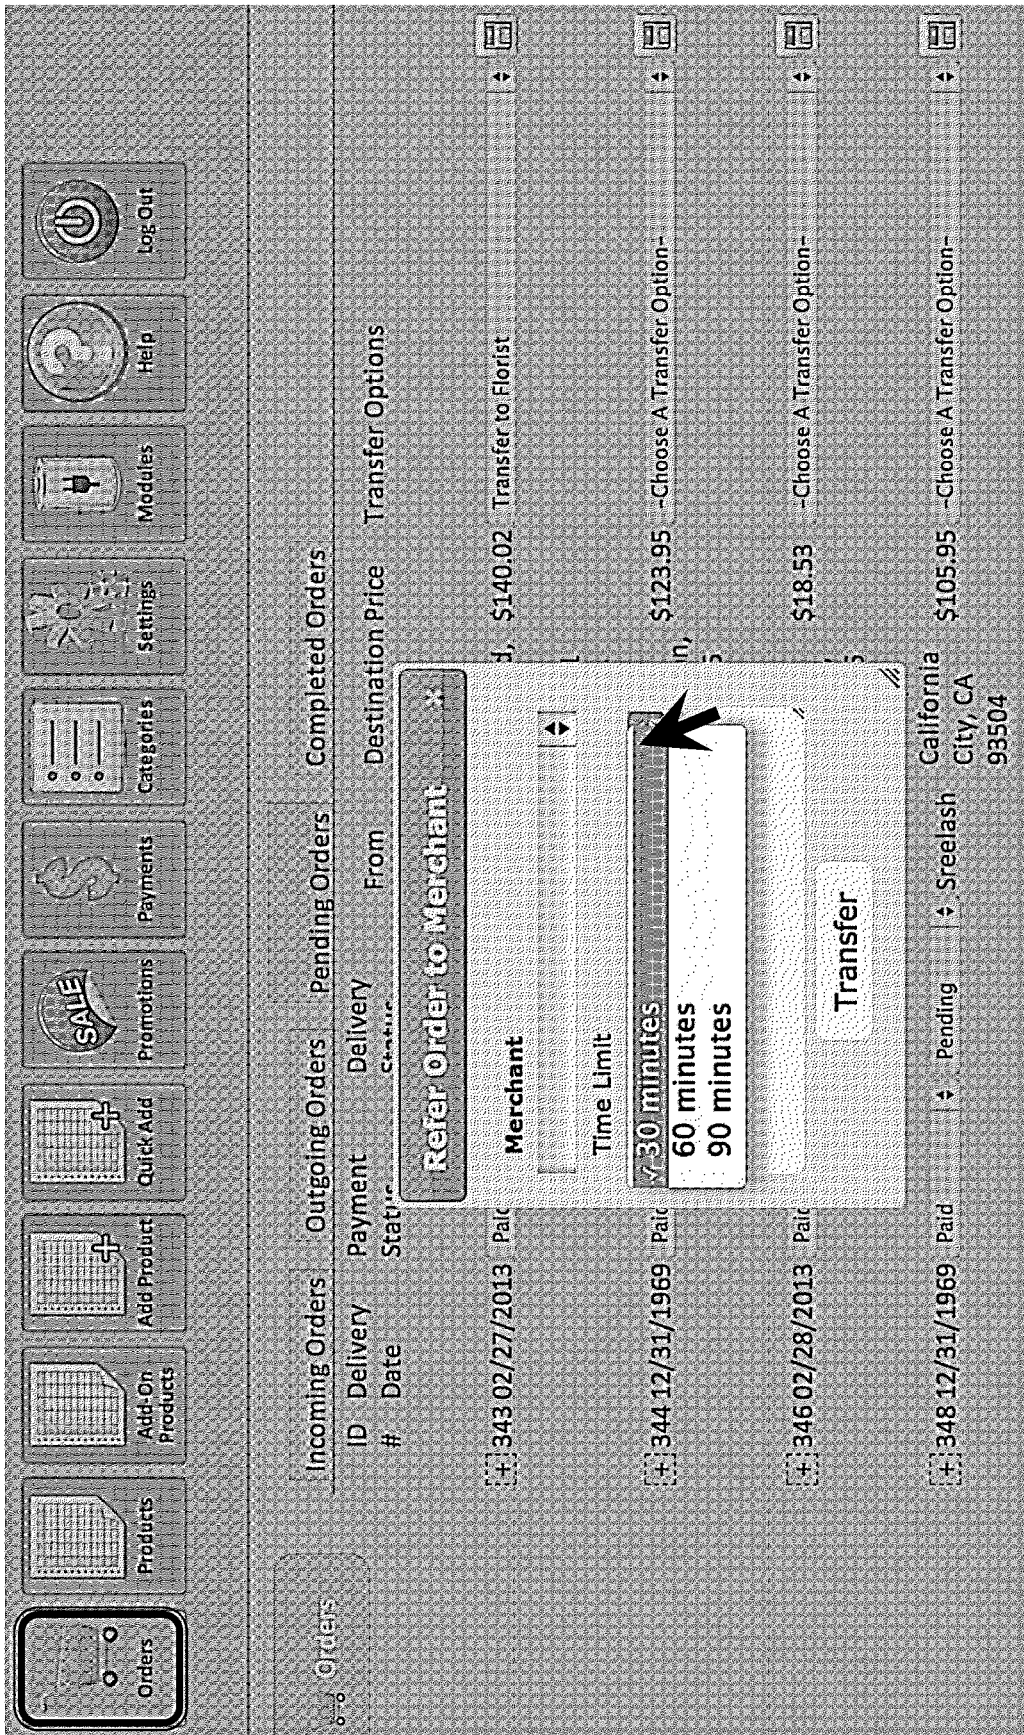 Orders
Products
Add-On
Products
Add Product
Quick Add
Promotions
SALE
Payments
Categories
Settings
Modules
Help
Log Out
Orders
Incoming Orders
Outgoing Orders
Pending Orders
Completed Orders
ID
#
Delivery
Date
Payment
Status
Delivery
Status
From
Destination
Price
Transfer Options
343 02/27/2013
$140.02
Transfer to Florist
344 12/31/1969
$123.95
-Choose A Transfer Option-
346 02/28/2013
$18.53
-Choose A Transfer Option-
348 12/31/1969
Paid
Pending
Sreelash
California
City, CA
93504
$105.95
-Choose A Transfer Option-
Refer Order to Merchant
×
Merchant
Time Limit
√ 30 minutes
60 minutes
90 minutes
Transfer